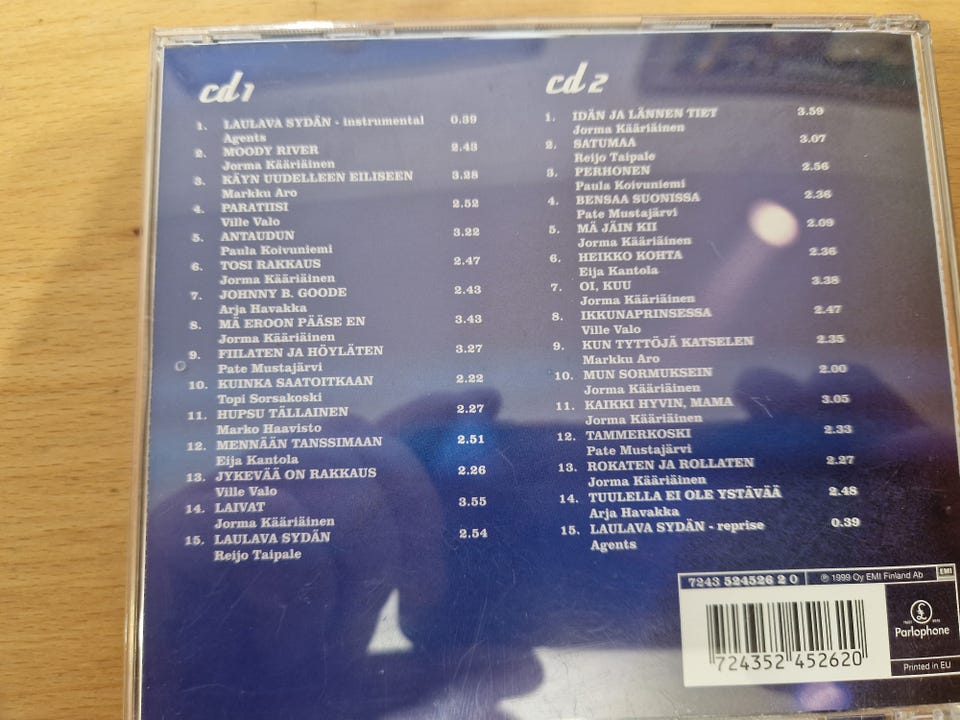 cd1
1. LAULAVA SYDÄN - instrumental 0.39
Agents
2. MOODY RIVER 2.43
Jorma Kääriäinen
3. KÄYN UUDELLEEN EILISEEN 3.28
Markku Aro
4. PARATIISI 2.52
Ville Valo
5. ANTAUDUN 3.22
Paula Koivuniemi
6. TOSI RAKKAUS 2.47
Jorma Kääriäinen
7. JOHNNY B. GOODE 2.43
Arja Havakka
8. MÄ EROON PÄÄSE EN 3.43
Jorma Kääriäinen
9. FIILATEN JA HÖYLÄTEN 3.27
Pate Mustajärvi
10. KUINKA SAATOITKAAN 2.22
Topi Sorsakoski
11. HUPSU TÄLLAINEN 2.27
Marko Haavisto
12. MENNÄÄN TANSSIMAAN 2.51
Eija Kantola
13. JYKEVÄÄ ON RAKKAUS 2.26
Ville Valo
14. LAIVAT 3.55
Jorma Kääriäinen
15. LAULAVA SYDÄN 2.54
Reijo Taipale
cd2
1. IDÄN JA LÄNNEN TIET 3.59
Jorma Kääriäinen
2. SATUMAA 3.07
Reijo Taipale
3. PERHONEN 2.56
Paula Koivuniemi
4. BENSAA SUONISSA 2.36
Pate Mustajärvi
5. MÄ JÄIN KII 2.09
Jorma Kääriäinen
6. HEIKKO KOHTA 2.36
Eija Kantola
7. OI, KUU 3.38
Jorma Kääriäinen
8. IKKUNAPRINSESSA 2.47
Ville Valo
9. KUN TYTTÖJÄ KATSELEN 2.35
Markku Aro
10. MUN SORMUKSEIN 2.00
Jorma Kääriäinen
11. KAIKKI HYVIN, MAMA 3.05
Jorma Kääriäinen
12. TAMMERKOSKI 2.33
Pate Mustajärvi
13. ROKATEN JA ROLLATEN 2.27
Jorma Kääriäinen
14. TUULELLA EI OLE YSTÄVÄÄ 2.48
Arja Havakka
15. LAULAVA SYDÄN - reprise 0.39
Agents
7243 524526 2 0 ℗ 1999 Oy EMI Finland Ab EMI
Parlophone
724352 452620
Printed in EU